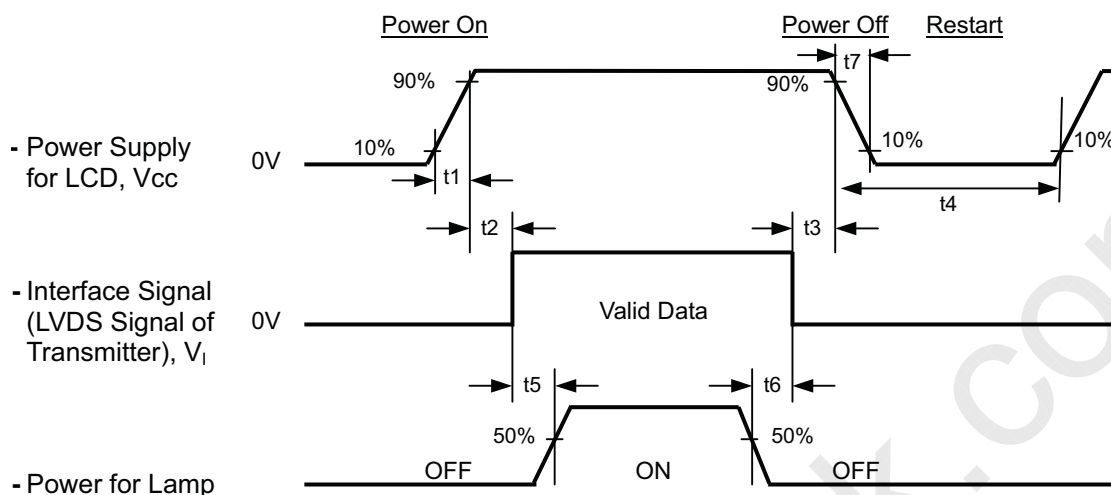 Power On
Power Off
Restart
t7
90%
90%
10%
10%
10%
- Power Supply
for LCD, Vcc
0V
t1
t4
t2
t3
- Interface Signal
(LVDS Signal of
Transmitter), VI
0V
Valid Data
t5
t6
50%
50%
- Power for Lamp
OFF
ON
OFF